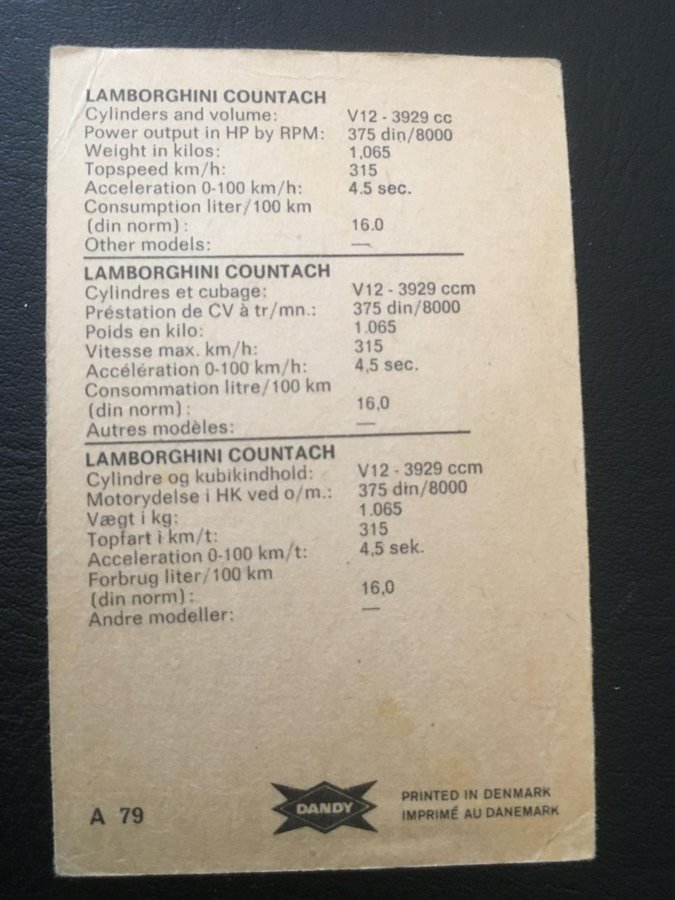 LAMBORGHINI COUNTACH
Cylinders and volume: V12 - 3929 cc
Power output in HP by RPM: 375 din/8000
Weight in kilos: 1,065
Topspeed km/h: 315
Acceleration 0-100 km/h: 4.5 sec.
Consumption liter/100 km
(din norm): 16.0
Other models: —
LAMBORGHINI COUNTACH
Cylindres et cubage: V12 - 3929 ccm
Préstation de CV à tr/mn.: 375 din/8000
Poids en kilo: 1.065
Vitesse max. km/h: 315
Accélération 0-100 km/h: 4,5 sec.
Consommation litre/100 km
(din norm): 16,0
Autres modèles: —
LAMBORGHINI COUNTACH
Cylindre og kubikindhold: V12 - 3929 ccm
Motorydelse i HK ved o/m.: 375 din/8000
Vægt i kg: 1.065
Topfart i km/t: 315
Acceleration 0-100 km/t: 4,5 sek.
Forbrug liter/100 km
(din norm): 16,0
Andre modeller: —
A 79
DANDY
PRINTED IN DENMARK
IMPRIMÉ AU DANEMARK